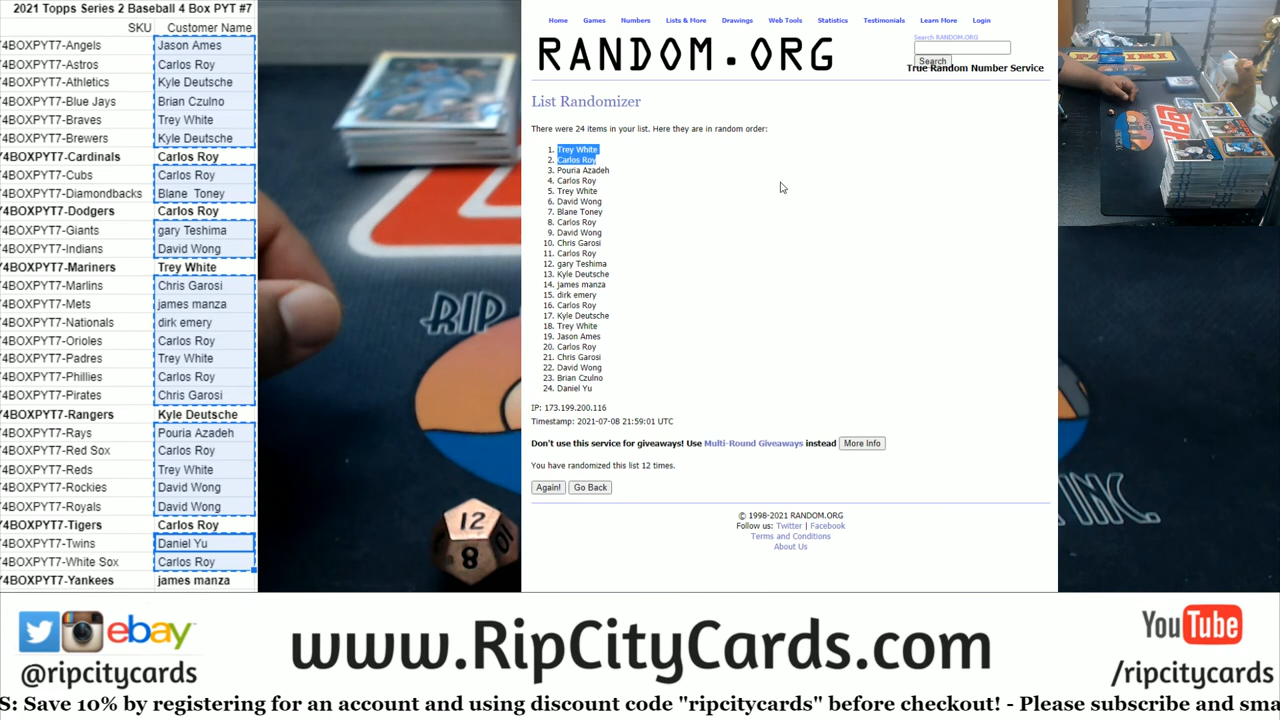 2021 Topps Series 2 Baseball 4 Box PYT #7
SKU Customer Name
4BOXPYT7-Angels Jason Ames
4BOXPYT7-Astros Carlos Roy
4BOXPYT7-Athletics Kyle Deutsche
4BOXPYT7-Blue Jays Brian Czulno
4BOXPYT7-Braves Trey White
4BOXPYT7-Brewers Kyle Deutsche
4BOXPYT7-Cardinals Carlos Roy
4BOXPYT7-Cubs Carlos Roy
4BOXPYT7-Diamondbacks Blane Toney
4BOXPYT7-Dodgers Carlos Roy
4BOXPYT7-Giants gary Teshima
4BOXPYT7-Indians David Wong
4BOXPYT7-Mariners Trey White
4BOXPYT7-Marlins Chris Garosi
4BOXPYT7-Mets james manza
4BOXPYT7-Nationals dirk emery
4BOXPYT7-Orioles Carlos Roy
4BOXPYT7-Padres Trey White
4BOXPYT7-Phillies Carlos Roy
4BOXPYT7-Pirates Chris Garosi
4BOXPYT7-Rangers Kyle Deutsche
4BOXPYT7-Rays Pouria Azadeh
4BOXPYT7-Red Sox Carlos Roy
4BOXPYT7-Reds Trey White
4BOXPYT7-Rockies David Wong
4BOXPYT7-Royals David Wong
4BOXPYT7-Tigers Carlos Roy
4BOXPYT7-Twins Daniel Yu
4BOXPYT7-White Sox Carlos Roy
4BOXPYT7-Yankees james manza
RIP
12
8
Home Games Numbers Lists & More Drawings Web Tools Statistics Testimonials Learn More Login
RANDOM.ORG
Search RANDOM.ORG
Search
True Random Number Service
List Randomizer
There were 24 items in your list. Here they are in random order:
1. Trey White
2. Carlos Roy
3. Pouria Azadeh
4. Carlos Roy
5. Trey White
6. David Wong
7. Blane Toney
8. Carlos Roy
9. David Wong
10. Chris Garosi
11. Carlos Roy
12. gary Teshima
13. Kyle Deutsche
14. james manza
15. dirk emery
16. Carlos Roy
17. Kyle Deutsche
18. Trey White
19. Jason Ames
20. Carlos Roy
21. Chris Garosi
22. David Wong
23. Brian Czulno
24. Daniel Yu
IP: 173.199.200.116
Timestamp: 2021-07-08 21:59:01 UTC
Don't use this service for giveaways! Use Multi-Round Giveaways instead More Info
You have randomized this list 12 times.
Again! Go Back
© 1998-2021 RANDOM.ORG
Follow us: Twitter | Facebook
Terms and Conditions
About Us
INC.
ebay
@ripcitycards
www.RipCityCards.com
YouTube
/ripcitycards
S: Save 10% by registering for an account and using discount code "ripcitycards" before checkout! - Please subscribe and sma